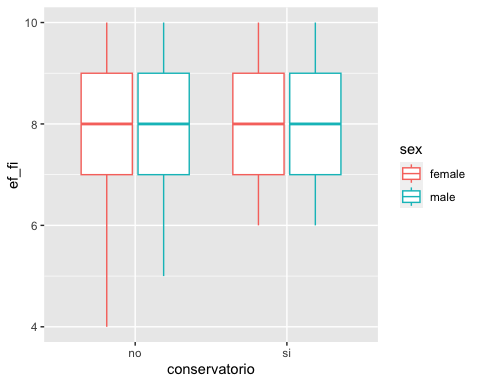 10
8
6
4
ef_fi
no
si
conservatorio
sex
female
male